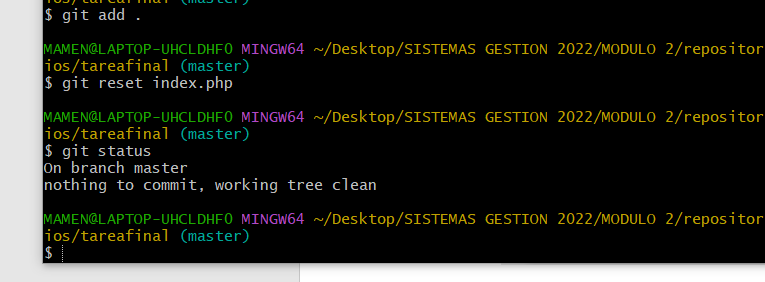 ios/tareafinal (master)
$ git add .
MAMEN@LAPTOP-UHCLDHF0 MINGW64 ~/Desktop/SISTEMAS GESTION 2022/MODULO 2/repositor
ios/tareafinal (master)
$ git reset index.php
MAMEN@LAPTOP-UHCLDHF0 MINGW64 ~/Desktop/SISTEMAS GESTION 2022/MODULO 2/repositor
ios/tareafinal (master)
$ git status
On branch master
nothing to commit, working tree clean
MAMEN@LAPTOP-UHCLDHF0 MINGW64 ~/Desktop/SISTEMAS GESTION 2022/MODULO 2/repositor
ios/tareafinal (master)
$